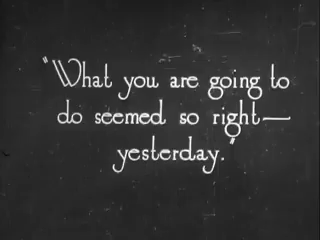 "What you are going to
do seemed so right—
yesterday."